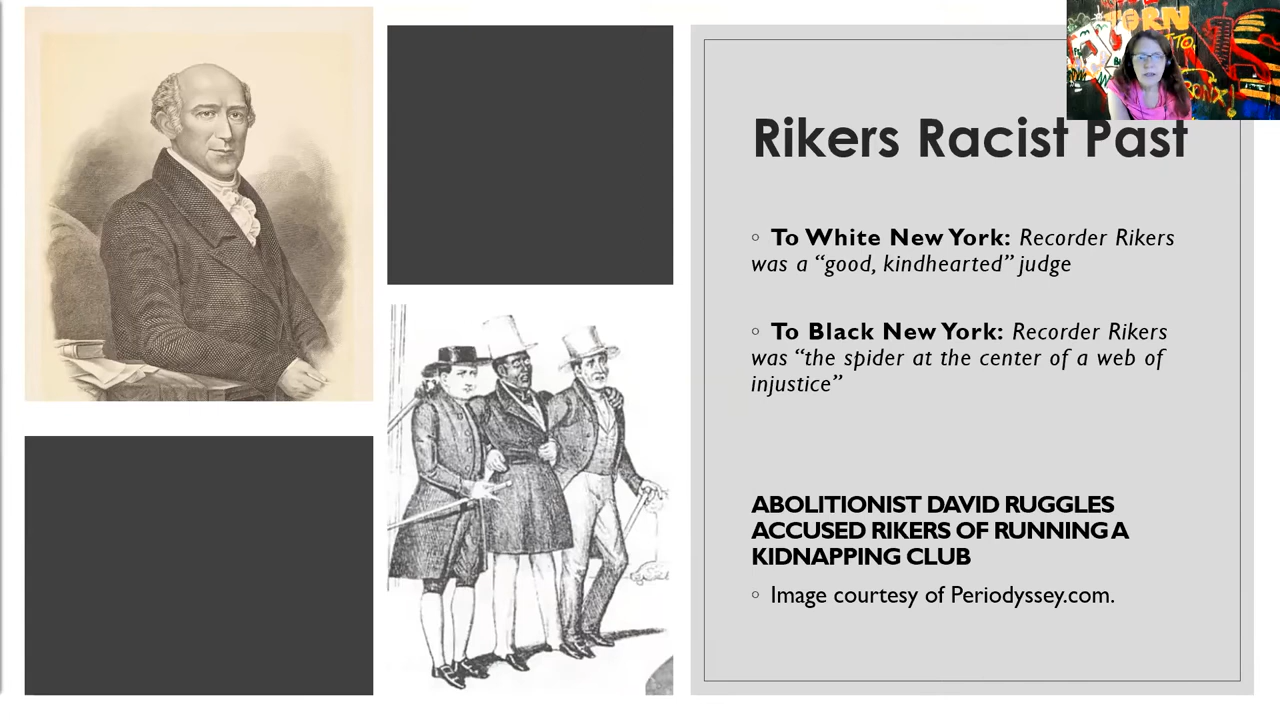 Rikers Racist Past
◦ To White New York: Recorder Rikers
was a “good, kindhearted” judge
◦ To Black New York: Recorder Rikers
was “the spider at the center of a web of
injustice”
ABOLITIONIST DAVID RUGGLES
ACCUSED RIKERS OF RUNNING A
KIDNAPPING CLUB
◦ Image courtesy of Periodyssey.com.